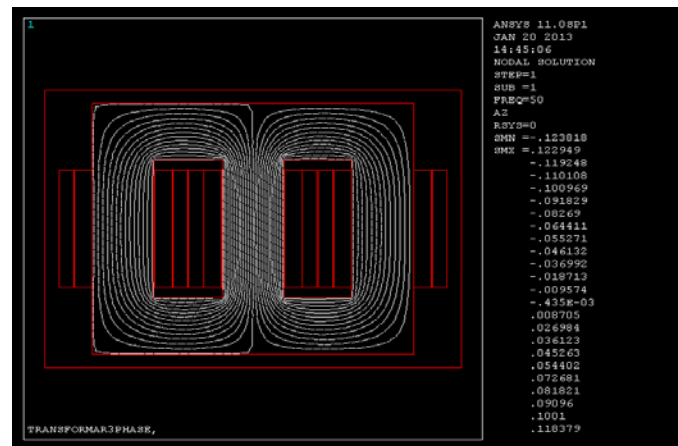 1
ANSYS 11.0SP1
JAN 20 2013
14:45:06
NODAL SOLUTION
STEP=1
SUB =1
FREQ=50
AZ
RSYS=0
SMN =-.123818
SMX =.122949
-.119248
-.110108
-.100969
-.091829
-.08269
-.064411
-.055271
-.046132
-.036992
-.018713
-.009574
-.435E-03
.008705
.026984
.036123
.045263
.054402
.072681
.081821
.09096
.1001
.118379
TRANSFORMAR3PHASE,